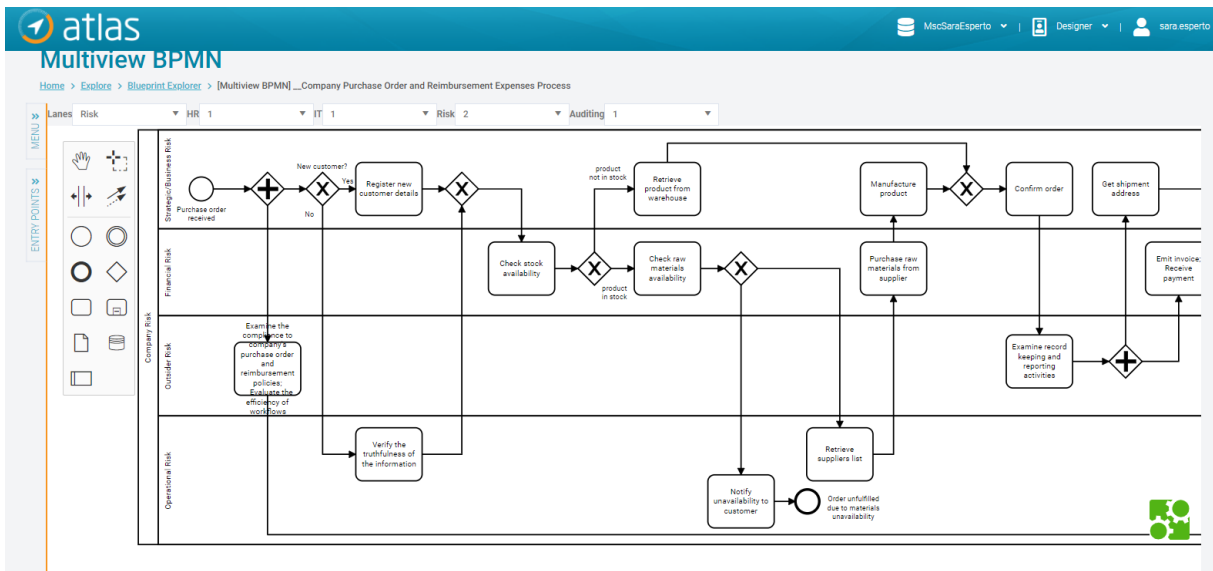 atlas
MscSaraEsperto
|
Designer
|
sara.esperto
Multiview BPMN
Home > Explore > Blueprint Explorer > [Multiview BPMN] __Company Purchase Order and Reimbursement Expenses Process
MENU »
ENTRY POINTS »
Lanes Risk
HR 1
IT 1
Risk 2
Auditing 1
Company Risk
Strategic/Business Risk
Purchase order
received
New customer?
Yes
No
Register new
customer details
product
not in stock
Retrieve
product from
warehouse
Manufacture
product
Confirm order
Get shipment
address
Financial Risk
Check stock
availability
product
in stock
Check raw
materials
availability
Purchase raw
materials from
supplier
Emit invoice;
Receive
payment
Outsider Risk
Examine the
compliance to
company's
purchase order
and
reimbursement
policies;
Evaluate the
efficiency of
workflows
Examine record
keeping and
reporting
activities
Operational Risk
Verify the
truthfulness of
the information
Retrieve
suppliers list
Notify
unavailability to
customer
Order unfulfilled
due to materials
unavailability